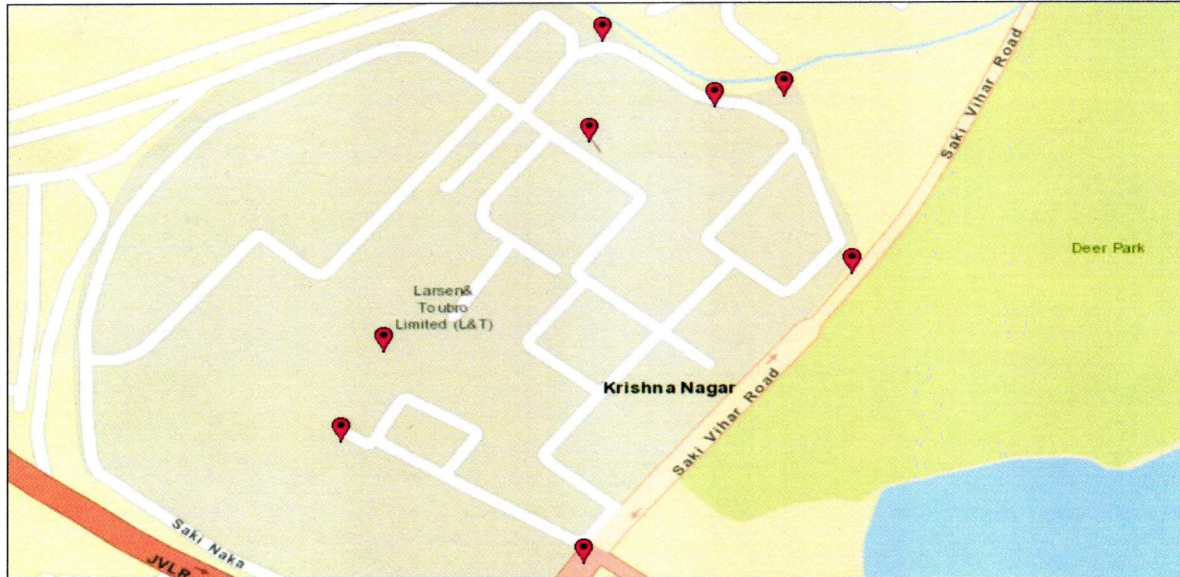 Saki Vihar Road
Deer Park
Larsen&
Toubro
Limited (L&T)
Krishna Nagar
Saki Vihar Road
Saki Naka
JVLR